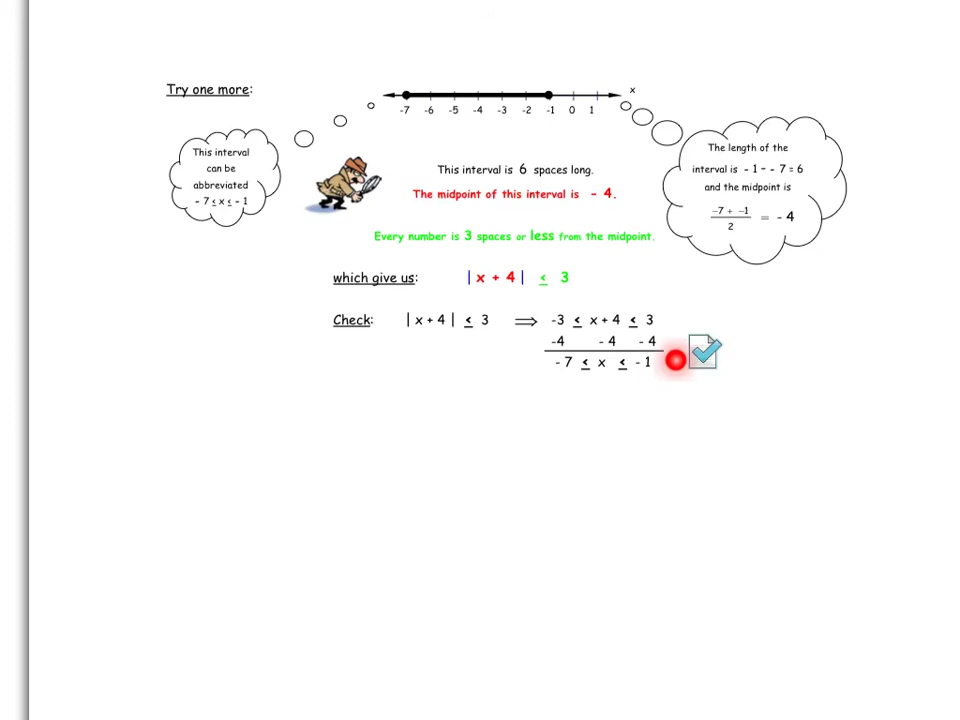 Try one more:
x
-7 -6 -5 -4 -3 -2 -1 0 1
This interval
can be
abbreviated
- 7 ≤ x ≤ - 1
The length of the
interval is - 1 - - 7 = 6
and the midpoint is
-7 + -1
2
= - 4
This interval is 6 spaces long.
The midpoint of this interval is - 4.
Every number is 3 spaces or less from the midpoint.
which give us: | x + 4 | ≤ 3
Check: | x + 4 | ≤ 3 ⟹ -3 ≤ x + 4 ≤ 3
-4 - 4 - 4
- 7 ≤ x ≤ - 1